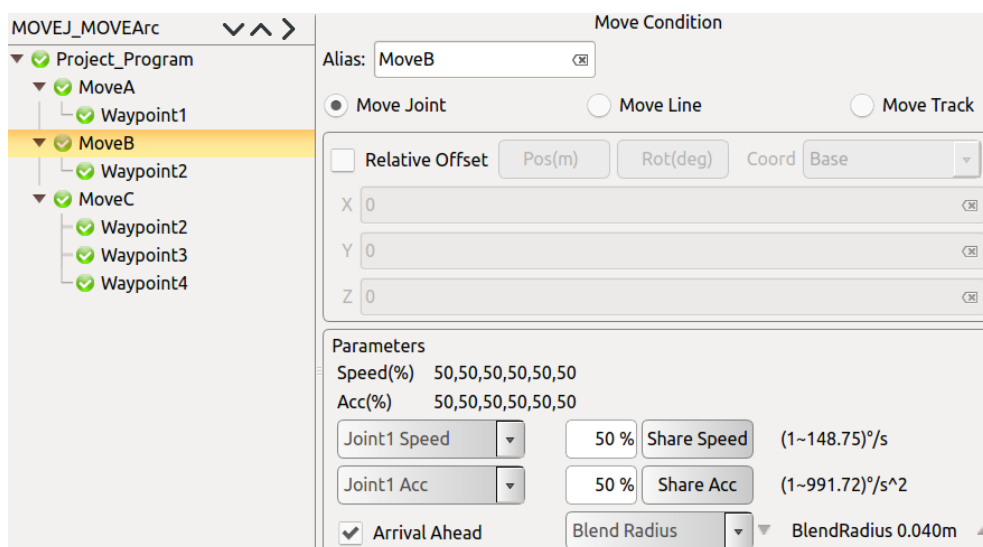 MOVEJ_MOVEArc
Project_Program
MoveA
Waypoint1
MoveB
Waypoint2
MoveC
Waypoint2
Waypoint3
Waypoint4
Move Condition
Alias: MoveB
Move Joint Move Line Move Track
Relative Offset Pos(m) Rot(deg) Coord Base
X 0
Y 0
Z 0
Parameters
Speed(%) 50,50,50,50,50,50
Acc(%) 50,50,50,50,50,50
Joint1 Speed 50 % Share Speed (1~148.75)°/s
Joint1 Acc 50 % Share Acc (1~991.72)°/s^2
Arrival Ahead Blend Radius BlendRadius 0.040m